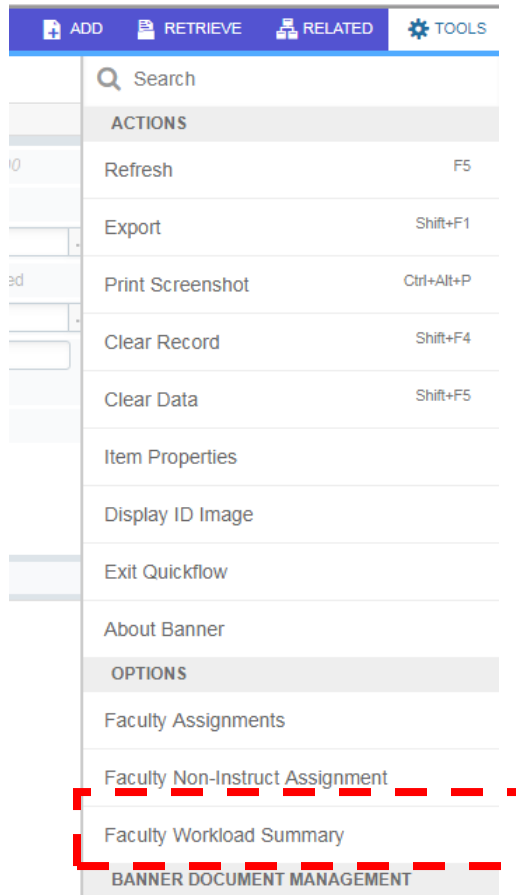 ADD RETRIEVE RELATED TOOLS
Search
ACTIONS
Refresh F5
Export Shift+F1
ed
Print Screenshot Ctrl+Alt+P
Clear Record Shift+F4
Clear Data Shift+F5
Item Properties
Display ID Image
Exit Quickflow
About Banner
OPTIONS
Faculty Assignments
Faculty Non-Instruct Assignment
Faculty Workload Summary
BANNER DOCUMENT MANAGEMENT